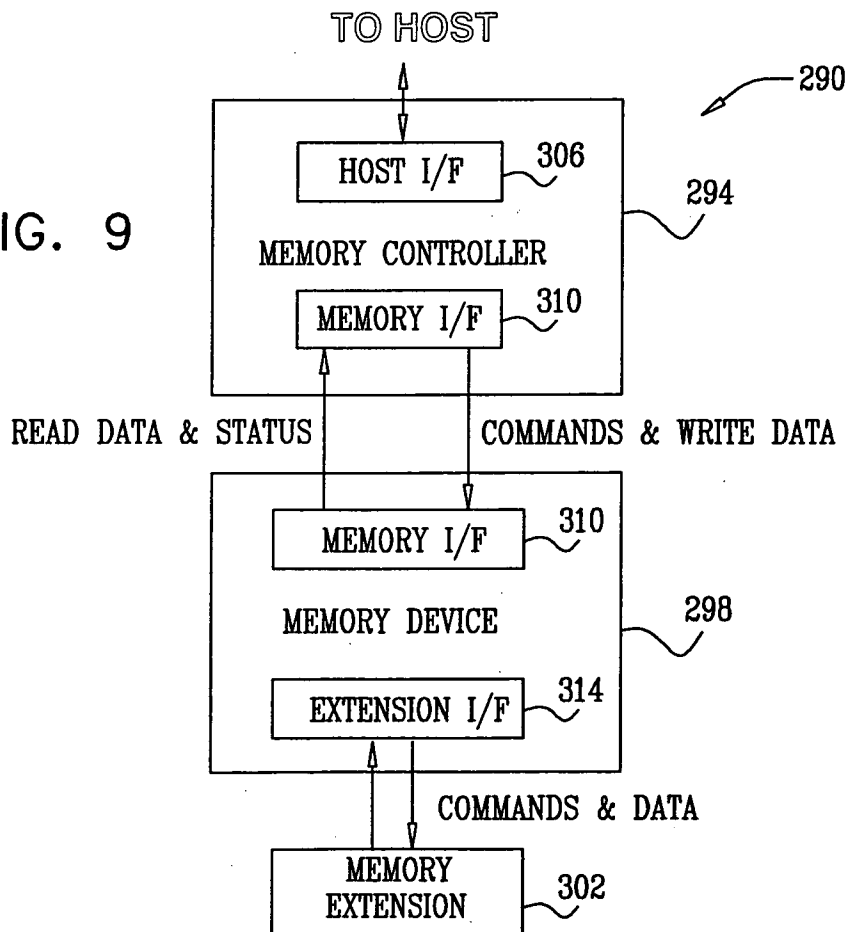 TO HOST
290
HOST I/F
306
294
IG. 9
MEMORY CONTROLLER
MEMORY I/F
310
READ DATA & STATUS
COMMANDS & WRITE DATA
MEMORY I/F
310
MEMORY DEVICE
298
EXTENSION I/F
314
COMMANDS & DATA
MEMORY
EXTENSION
302